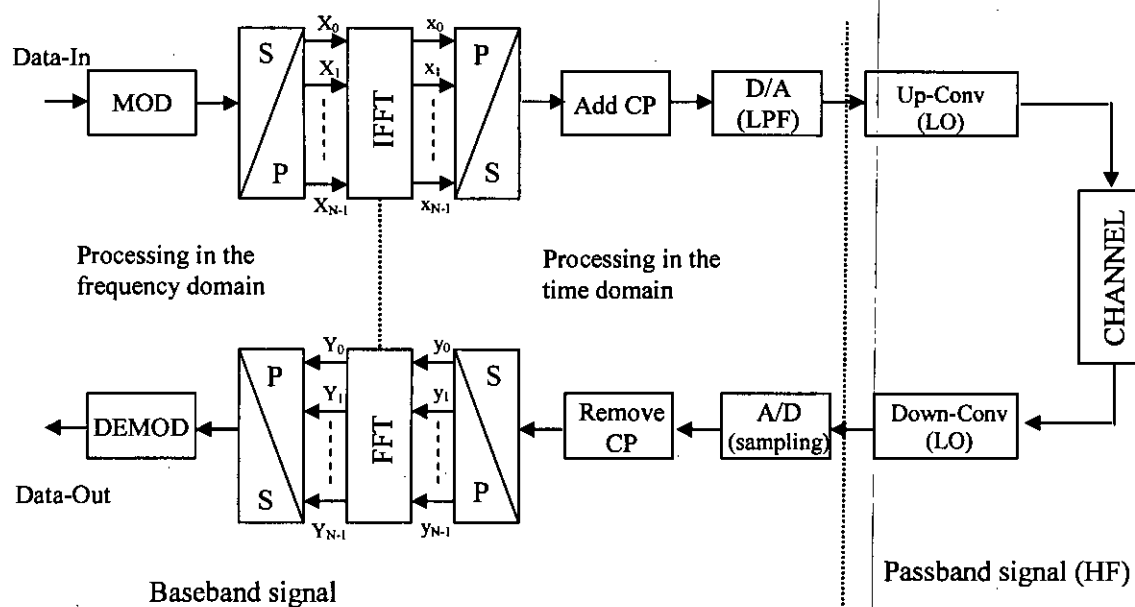 Data-In
MOD
S
P
X0
X1
XN-1
IFFT
x0
x1
xN-1
P
S
Add CP
D/A
(LPF)
Up-Conv
(LO)
CHANNEL
Processing in the
frequency domain
Processing in the
time domain
Data-Out
DEMOD
P
S
Y0
Y1
YN-1
FFT
y0
y1
yN-1
S
P
Remove
CP
A/D
(sampling)
Down-Conv
(LO)
Baseband signal
Passband signal (HF)